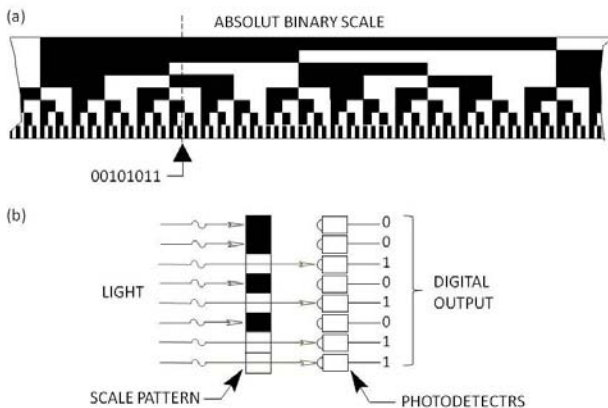 (a)
ABSOLUT BINARY SCALE
00101011
(b)
0
0
1
LIGHT
0
DIGITAL
1
OUTPUT
0
1
1
SCALE PATTERN
PHOTODETECTRS